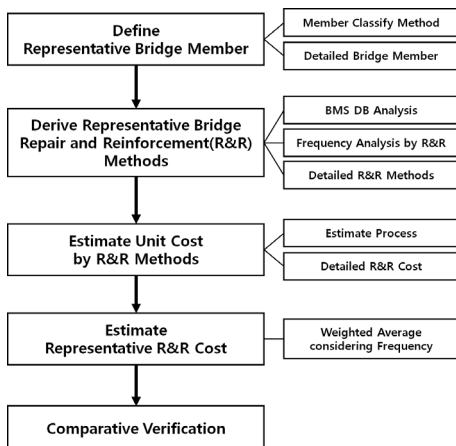 Define
Representative Bridge Member
Member Classify Method
Detailed Bridge Member
Derive Representative Bridge
Repair and Reinforcement(R&R)
Methods
BMS DB Analysis
Frequency Analysis by R&R
Detailed R&R Methods
Estimate Unit Cost
by R&R Methods
Estimate Process
Detailed R&R Cost
Estimate
Representative R&R Cost
Weighted Average
considering Frequency
Comparative Verification